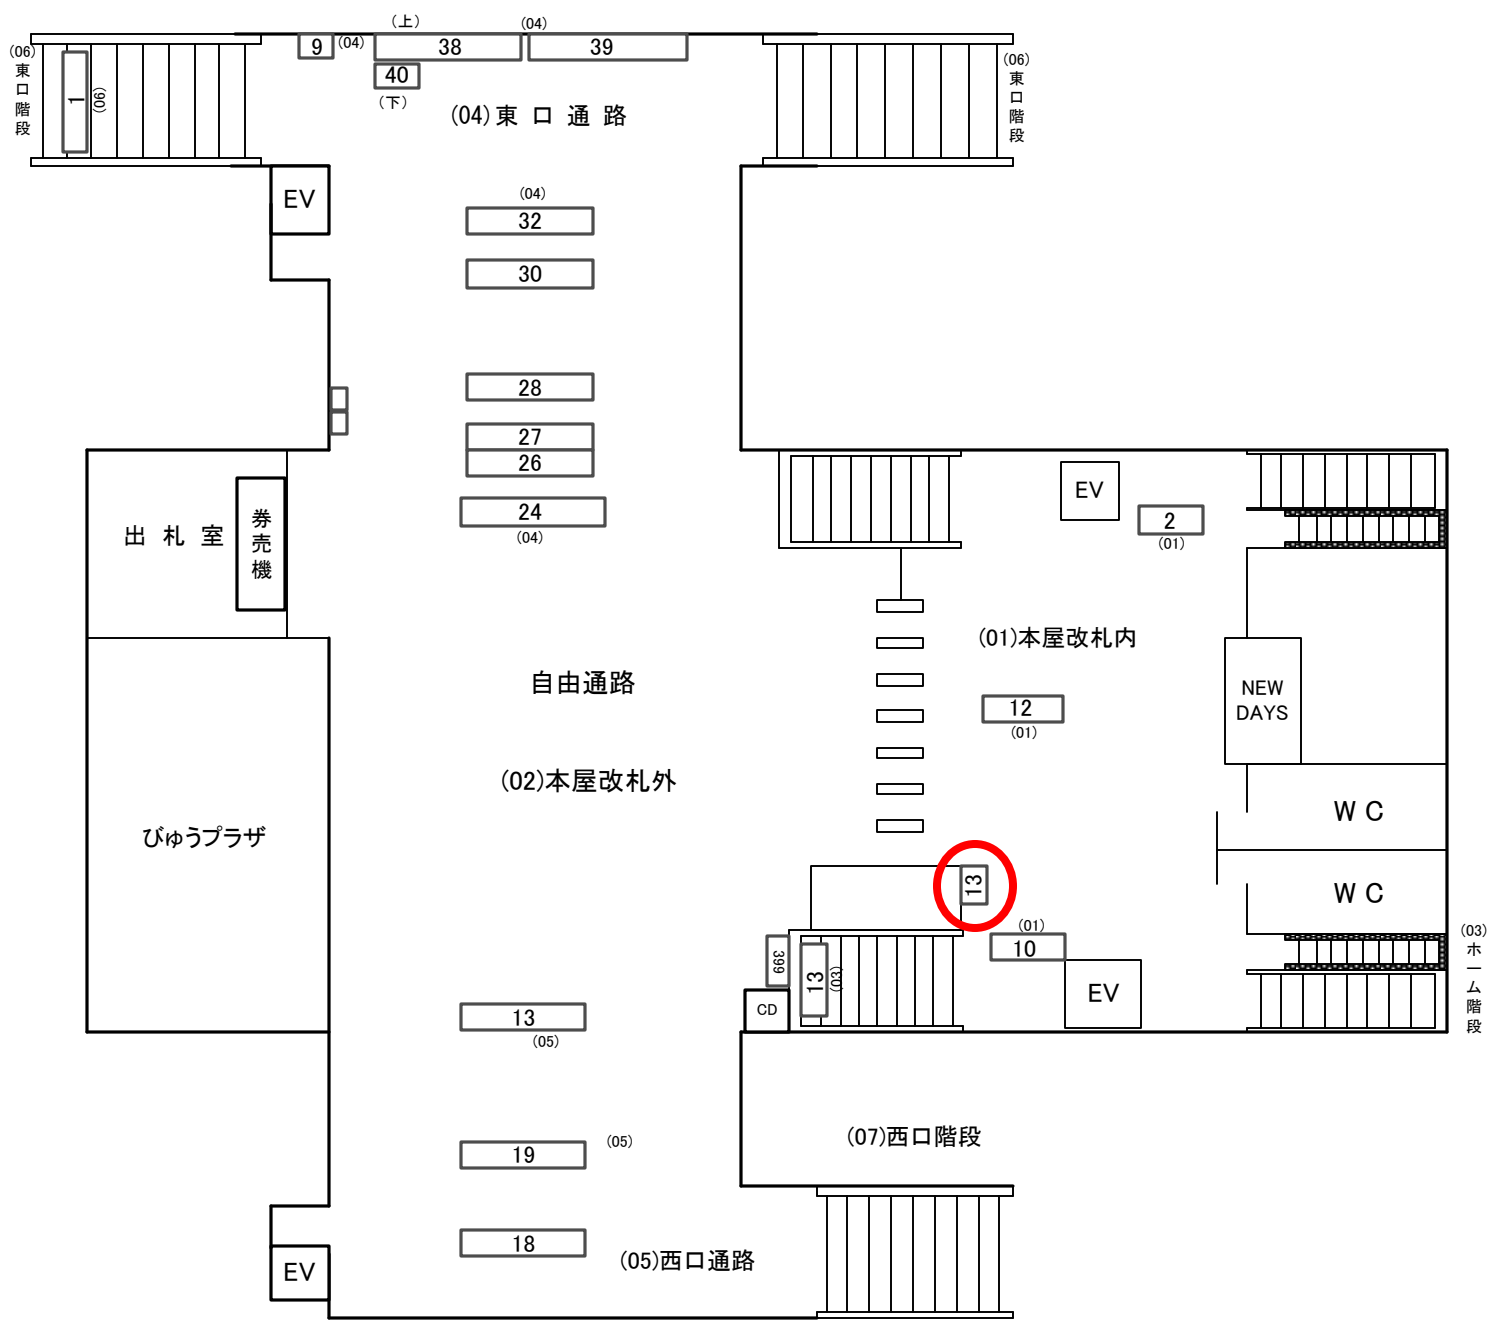 (上)
(04)
9
(04)
38
39
40
(下)
(06)
東口階段
1
(06)
(06)
東口階段
(04)東 口 通 路
EV
(04)
32
30
28
27
26
24
(04)
EV
2
(01)
出 札 室
券売機
(01)本屋改札内
自由通路
12
(01)
NEW
DAYS
(02)本屋改札外
びゅうプラザ
W C
W C
13
(01)
10
(03)
ホーム階段
399
13
(03)
CD
EV
13
(05)
(07)西口階段
19
(05)
18
(05)西口通路
EV